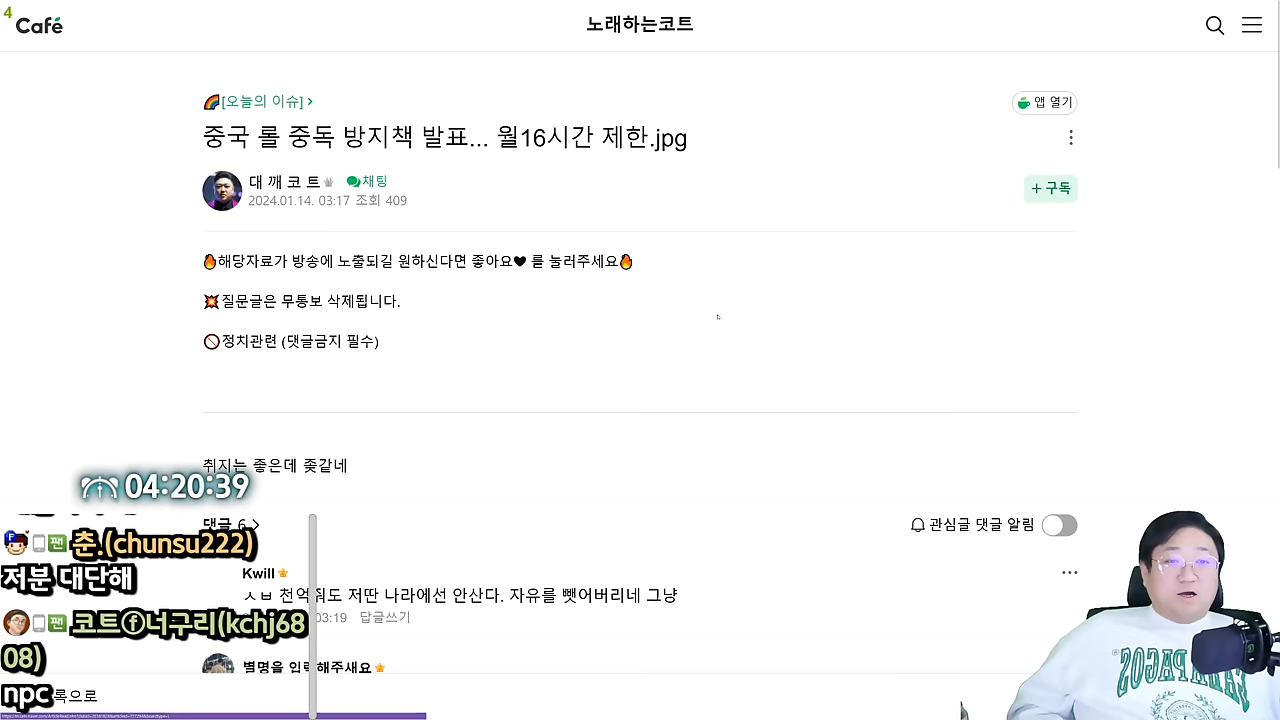 4
Café
노래하는코트
🌈[오늘의 이슈] >
앱 열기
중국 롤 중독 방지책 발표... 월16시간 제한.jpg
대 깨 코 트
채팅
2024.01.14. 03:17 조회 409
+ 구독
🔥해당자료가 방송에 노출되길 원하신다면 좋아요🖤 를 눌러주세요🔥
💥질문글은 무통보 삭제됩니다.
🚫정치관련 (댓글금지 필수)
취지는 좋은데 좆같네
04:20:39
댓글 6 >
관심글 댓글 알림
팬 춘.(chunsu222)
저분 대단해
Kwill
ㅅㅂ 천억줘도 저딴 나라에선 안산다. 자유를 뺏어버리네 그냥
03:19 답글쓰기
팬 코트ⓕ너구리(kchj68
08)
별명을 입력해주새요
npc
록으로